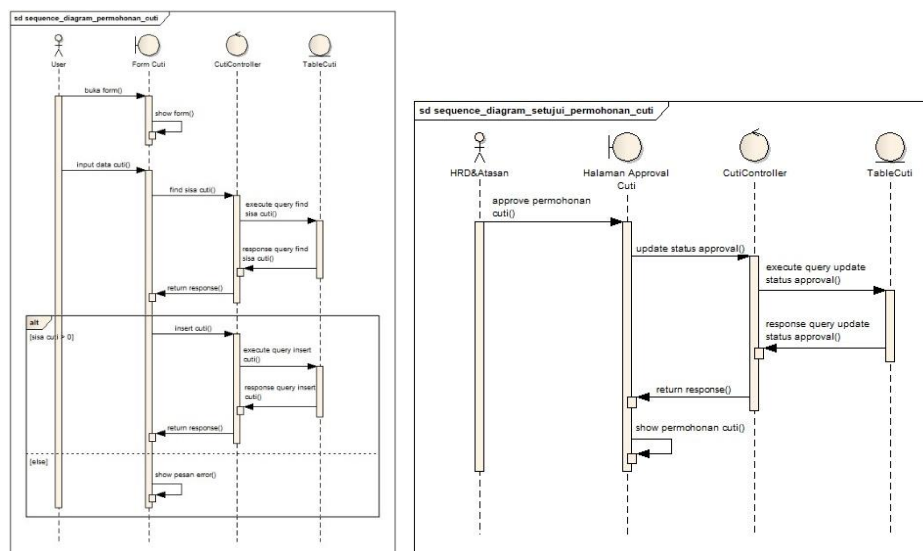 sd sequence_diagram_permohonan_cuti
User
Form Cuti
CutiController
TableCuti
buka form()
show form()
input data cuti()
find sisa cuti()
execute query find
sisa cuti()
response query find
sisa cuti()
return response()
alt
[sisa cuti > 0]
insert cuti()
execute query insert
cuti()
response query insert
cuti()
return response()
[else]
show pesan error()
sd sequence_diagram_setujui_permohonan_cuti
HRD&Atasan
Halaman Approval
Cuti
CutiController
TableCuti
approve permohonan
cuti()
update status approval()
execute query update
status approval()
response query update
status approval()
return response()
show permohonan cuti()